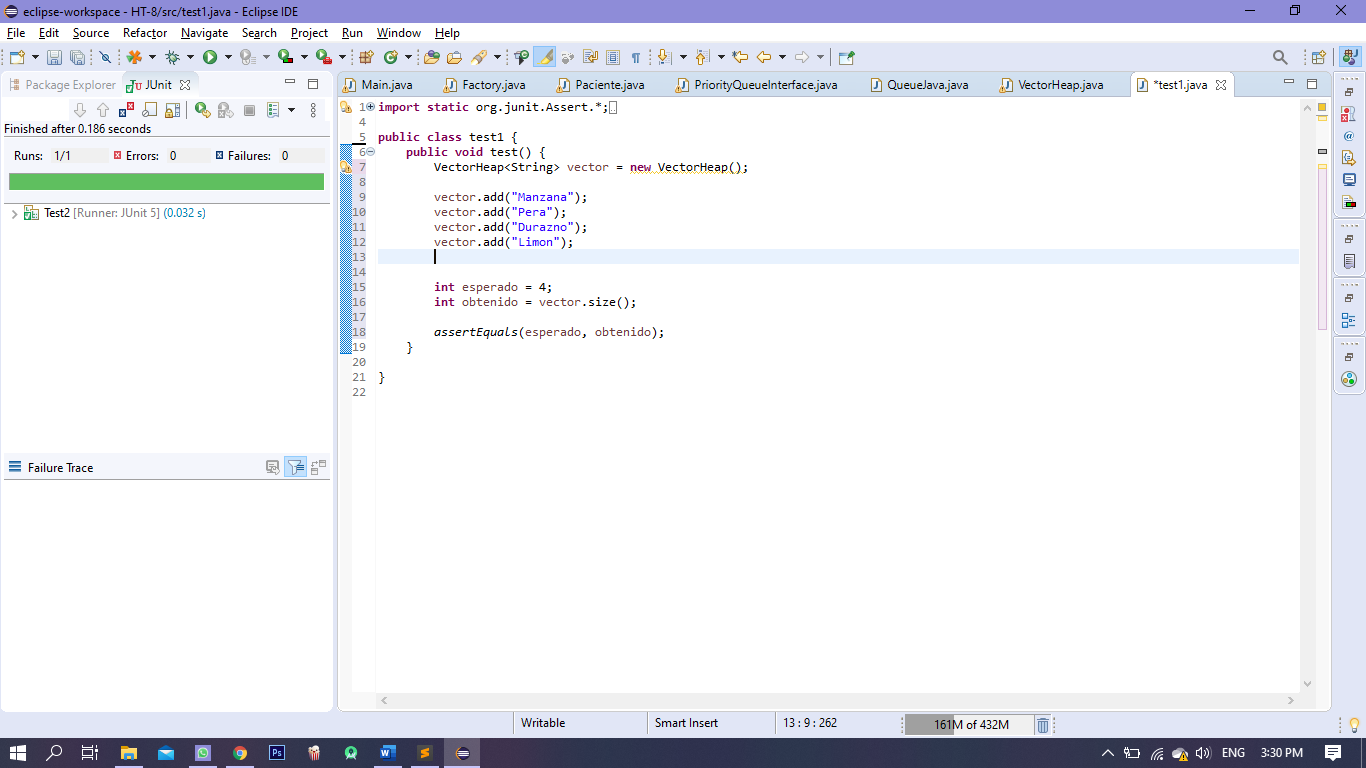 eclipse-workspace - HT-8/src/test1.java - Eclipse IDE
File Edit Source Refactor Navigate Search Project Run Window Help
Package Explorer JUnit
Finished after 0.186 seconds
Runs: 1/1 Errors: 0 Failures: 0
Test2 [Runner: JUnit 5] (0.032 s)
Failure Trace
Main.java Factory.java Paciente.java PriorityQueueInterface.java QueueJava.java VectorHeap.java *test1.java
1 import static org.junit.Assert.*;
4
5 public class test1 {
6 public void test() {
7 VectorHeap<String> vector = new VectorHeap();
8
9 vector.add("Manzana");
10 vector.add("Pera");
11 vector.add("Durazno");
12 vector.add("Limon");
13
14
15 int esperado = 4;
16 int obtenido = vector.size();
17
18 assertEquals(esperado, obtenido);
19 }
20
21 }
22
Writable Smart Insert 13 : 9 : 262 161M of 432M
ENG 3:30 PM